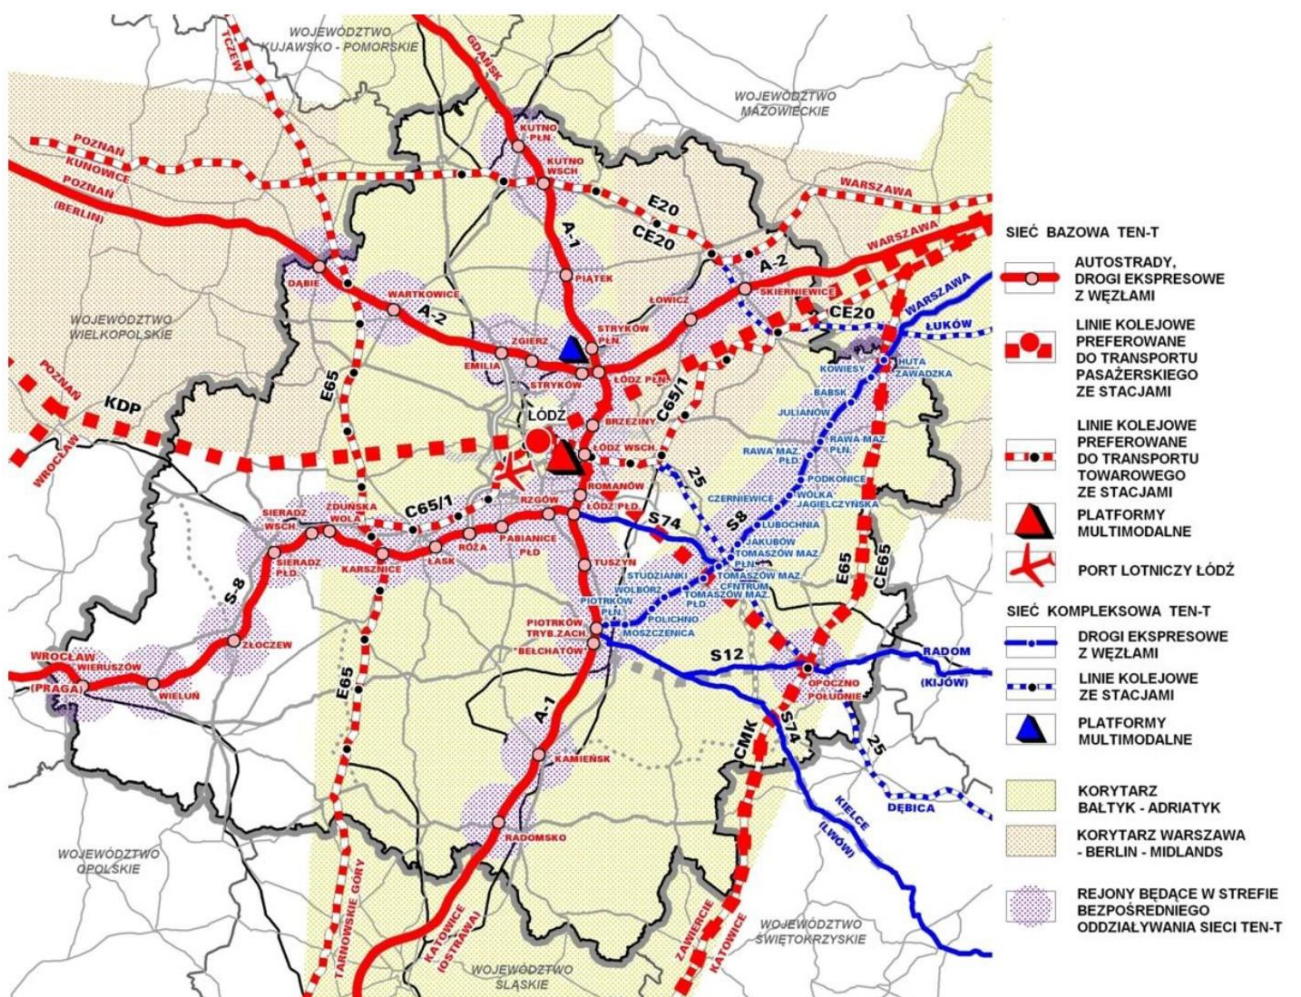 WOJEWÓDZTWO
KUJAWSKO - POMORSKIE
TCZEW
GDAŃSK
WOJEWÓDZTWO
MAZOWIECKIE
KUTNO
PŁN.
KUTNO
WSCH
POZNAŃ
KUNOWICE
POZNAŃ
(BERLIN)
E20
CE20
WARSZAWA
WARSZAWA
A-1
A-2
PIĄTEK
SKIERNIEWICE
ŁOWICZ
DĄBIE
WARTKOWICE
A-2
WARSZAWA
CE20
ŁUKÓW
WOJEWÓDZTWO
WIELKOPOLSKIE
STRYKÓW
PŁN.
ZGIERZ
EMILIA
STRYKÓW
ŁÓDŹ PŁN.
HUTA
ZAWADZKA
KOWIESY
BABSK
JULIANÓW
E65
C65/1
POZNAŃ
KDP
WROCŁAW
ŁÓDŹ
BRZEZINY
ŁÓDŹ WSCH.
RAWA MAZ.
PŁN.
RAWA MAZ.
PŁD.
PODKONICE
WÓLKA
JAGIELCZYŃSKA
CZERNIEWICE
25
ROMANÓW
RZGÓW
ŁÓDŹ PŁD.
S74
S8
LUBOCHNIA
JAKUBÓW
TOMASZÓW MAZ.
PŁN.
SIERADZ
WSCH.
ZDUŃSKA
WOLA
C65/1
SIERADZ
PŁD.
KARSZNICE
ŁASK
RÓŻA
PABIANICE
PŁD
TUSZYN
STUDZIANKI
TOMASZÓW MAZ.
CENTRUM
WOLBÓRZ
TOMASZÓW MAZ.
PŁD.
PIOTRKÓW
PŁN.
POLICHNO
MOSZCZENICA
E65
CE65
S-8
ZŁOCZEW
PIOTRKÓW
TRYB.ZACH.
"BEŁCHATÓW"
S12
RADOM
(KIJÓW)
WROCŁAW
(PRAGA)
WIERUSZÓW
WIELUŃ
E65
OPOCZNO
POŁUDNIE
A-1
KAMIEŃSK
CMK
S74
25
DĘBICA
KIELCE
(LWÓW)
RADOMSKO
WOJEWÓDZTWO
OPOLSKIE
TARNOWSKIE GÓRY
KATOWICE
(OSTRAWA)
WOJEWÓDZTWO
ŚLĄSKIE
ZAWIERCIE
KATOWICE
WOJEWÓDZTWO
ŚWIĘTOKRZYSKIE
SIEĆ BAZOWA TEN-T
AUTOSTRADY,
DROGI EKSPRESOWE
Z WĘZŁAMI
LINIE KOLEJOWE
PREFEROWANE
DO TRANSPORTU
PASAŻERSKIEGO
ZE STACJAMI
LINIE KOLEJOWE
PREFEROWANE
DO TRANSPORTU
TOWAROWEGO
ZE STACJAMI
PLATFORMY
MULTIMODALNE
PORT LOTNICZY ŁÓDŹ
SIEĆ KOMPLEKSOWA TEN-T
DROGI EKSPRESOWE
Z WĘZŁAMI
LINIE KOLEJOWE
ZE STACJAMI
PLATFORMY
MULTIMODALNE
KORYTARZ
BAŁTYK - ADRIATYK
KORYTARZ WARSZAWA
- BERLIN - MIDLANDS
REJONY BĘDĄCE W STREFIE
BEZPOŚREDNIEGO
ODDZIAŁYWANIA SIECI TEN-T